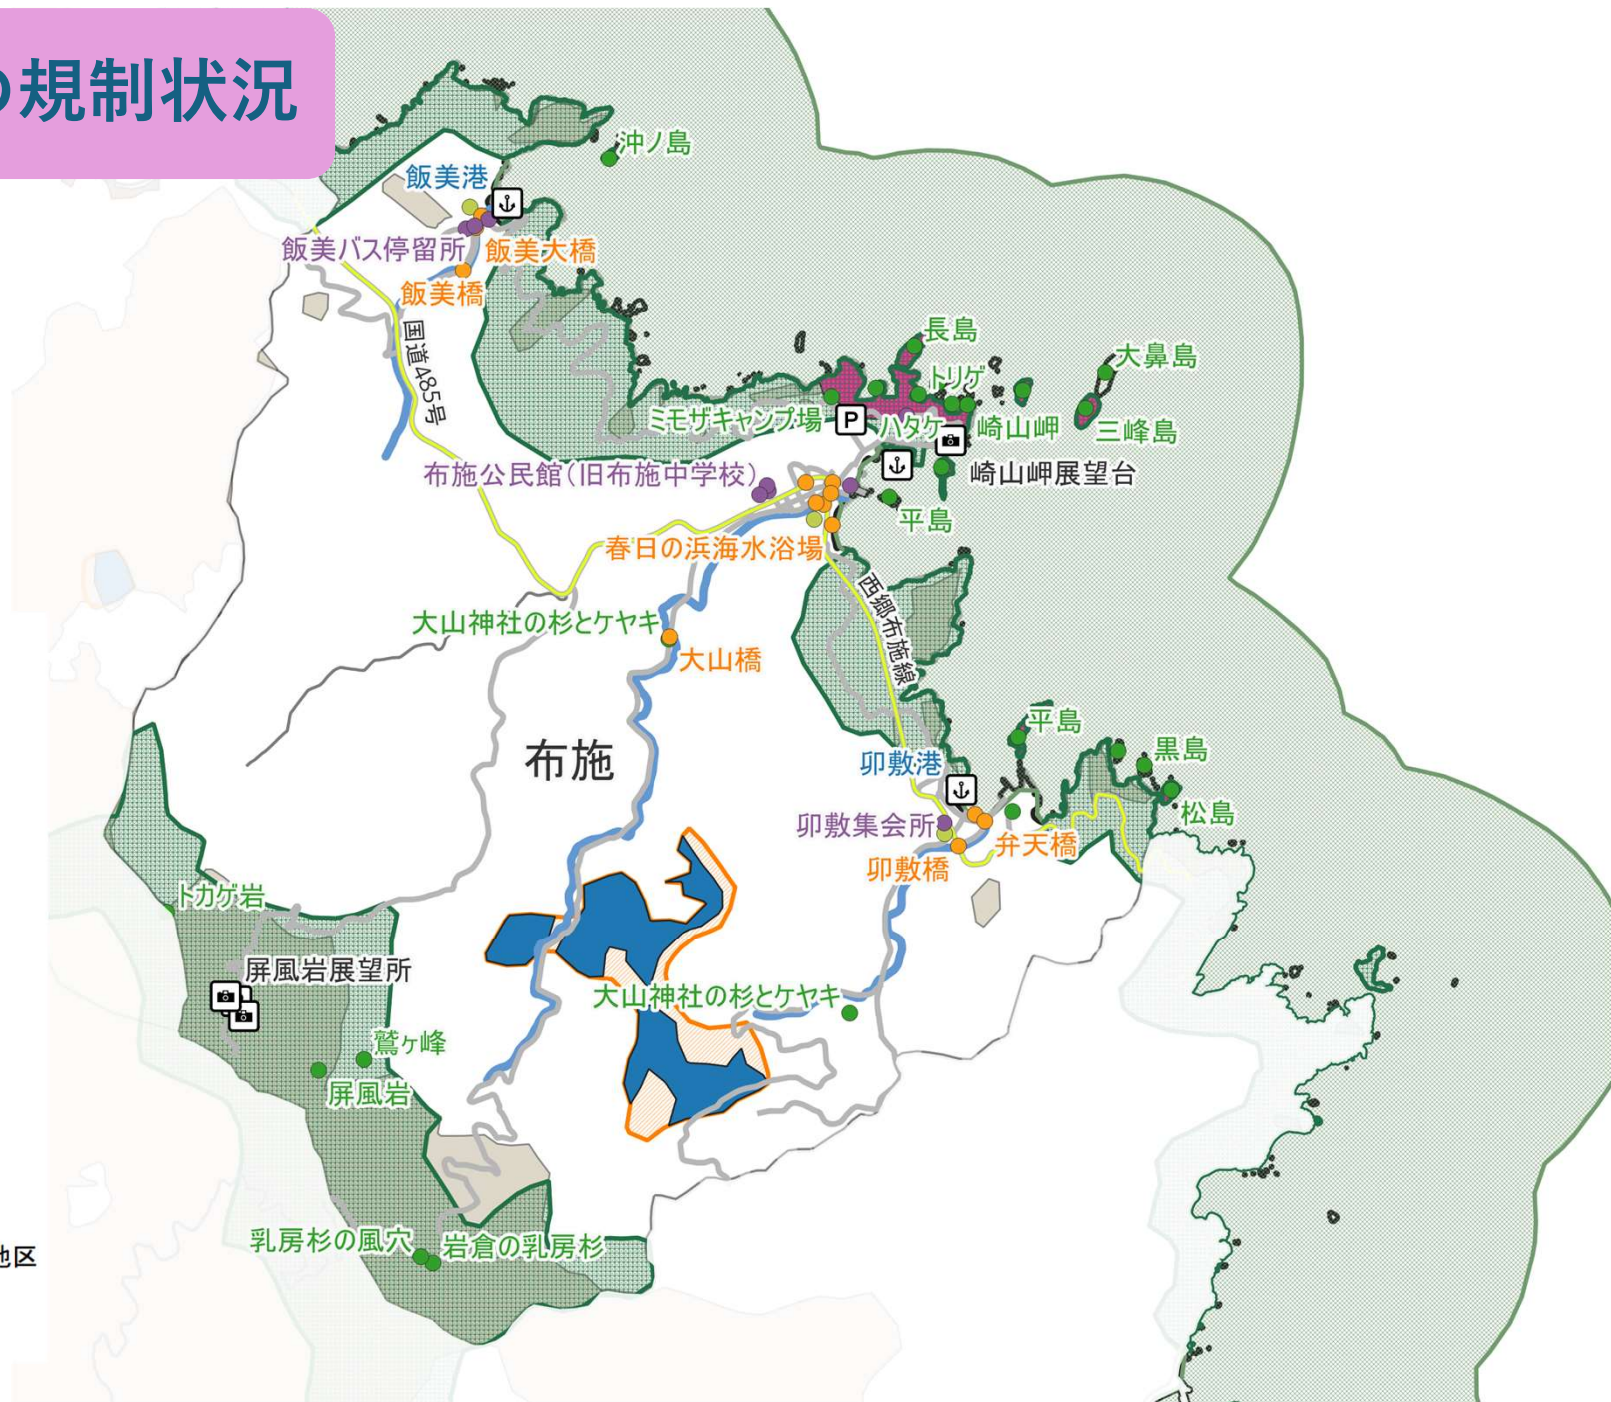 の規制状況
沖ノ島
飯美港
飯美バス停留所
飯美大橋
飯美橋
国道485号
長島
大鼻島
トリゲ
ミモザキャンプ場
P
ハタケ
崎山岬
三峰島
布施公民館(旧布施中学校)
崎山岬展望台
平島
春日の浜海水浴場
西郷布施線
大山神社の杉とケヤキ
大山橋
平島
布施
卯敷港
黒島
松島
卯敷集会所
弁天橋
卯敷橋
トカゲ岩
屏風岩展望所
大山神社の杉とケヤキ
鷲ヶ峰
屏風岩
乳房杉の風穴
岩倉の乳房杉
地区